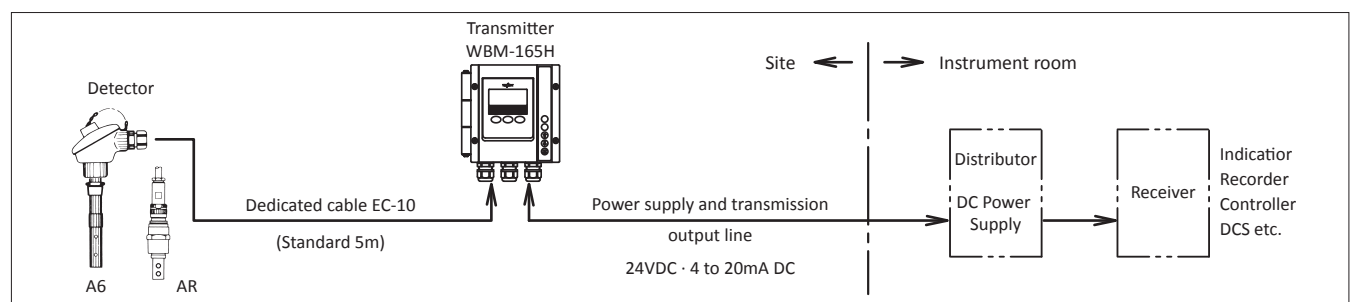 Transmitter
WBM-165H
Detector
Site
Instrument room
Distributor
DC Power
Supply
Receiver
Indicatior
Recorder
Controller
DCS etc.
Dedicated cable EC-10
(Standard 5m)
Power supply and transmission
output line
24VDC · 4 to 20mA DC
A6
AR